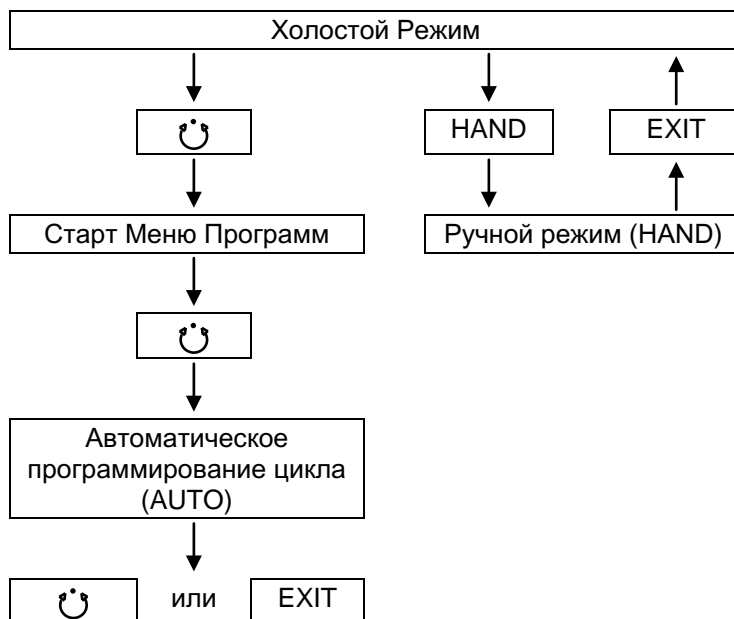 Холостой Режим
HAND
EXIT
Старт Меню Программ
Ручной режим (HAND)
Автоматическое
программирование цикла
(AUTO)
или
EXIT